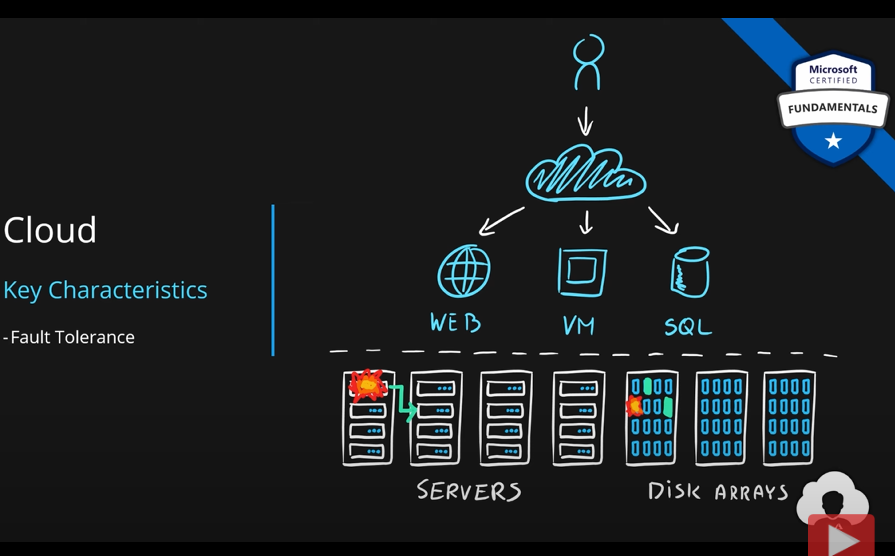 Microsoft
CERTIFIED
FUNDAMENTALS
Cloud
Key Characteristics
-Fault Tolerance
WEB
VM
SQL
SERVERS
DISK ARRAYS